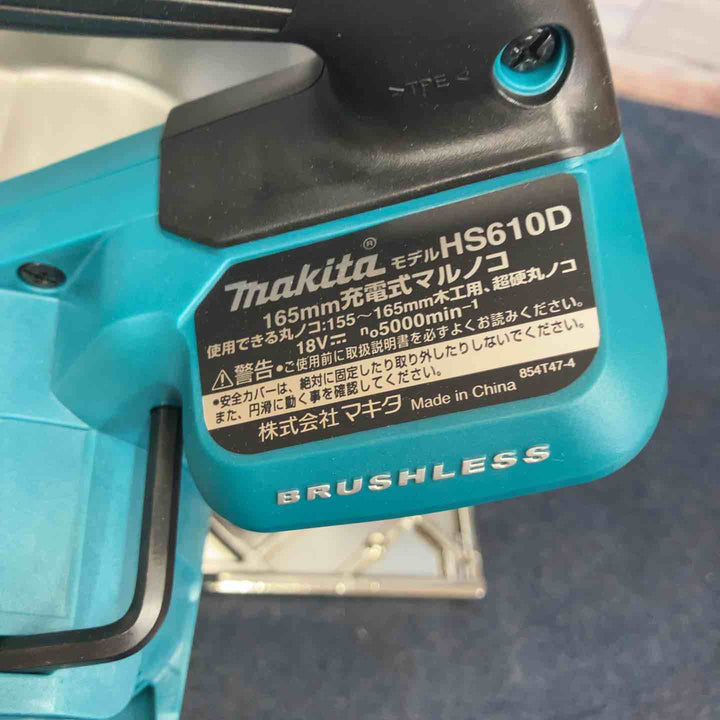 >TPE<
makita® モデルHS610D
165mm充電式マルノコ
使用できる丸ノコ:155～165mm木工用、超硬丸ノコ
18V⎓ n₀5000min⁻¹
⚠警告 •ご使用前に取扱説明書を必ずよくお読みください。
•安全カバーは、絶対に固定したり取り外したりしないでください。
また、円滑に動く事を確認してください。 854T47-4
株式会社マキタ Made in China
BRUSHLESS